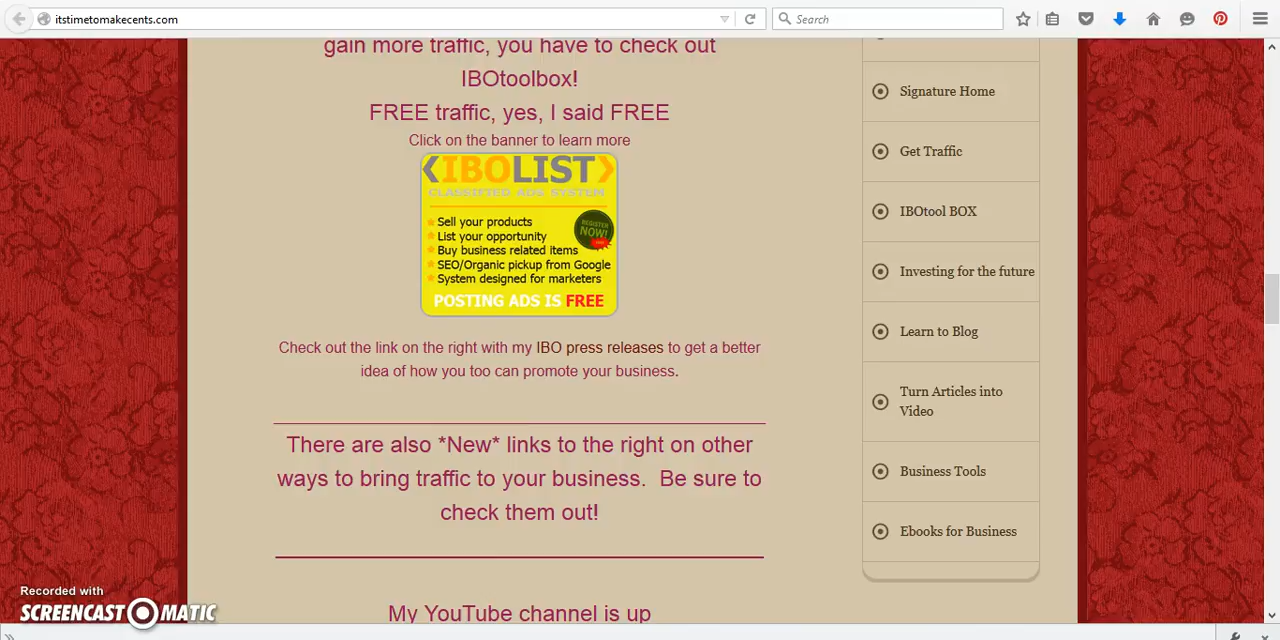 itstimetomakecents.com
Search
gain more traffic, you have to check out
IBOtoolbox!
FREE traffic, yes, I said FREE
Click on the banner to learn more
IBOLIST
CLASSIFIED ADS SYSTEM
Sell your products
List your opportunity
Buy business related items
SEO/Organic pickup from Google
System designed for marketers
REGISTER
NOW!
POSTING ADS IS FREE
Check out the link on the right with my IBO press releases to get a better
idea of how you too can promote your business.
There are also *New* links to the right on other
ways to bring traffic to your business.  Be sure to
check them out!
My YouTube channel is up
Signature Home
Get Traffic
IBOtool BOX
Investing for the future
Learn to Blog
Turn Articles into
Video
Business Tools
Ebooks for Business
Recorded with
SCREENCAST MATIC